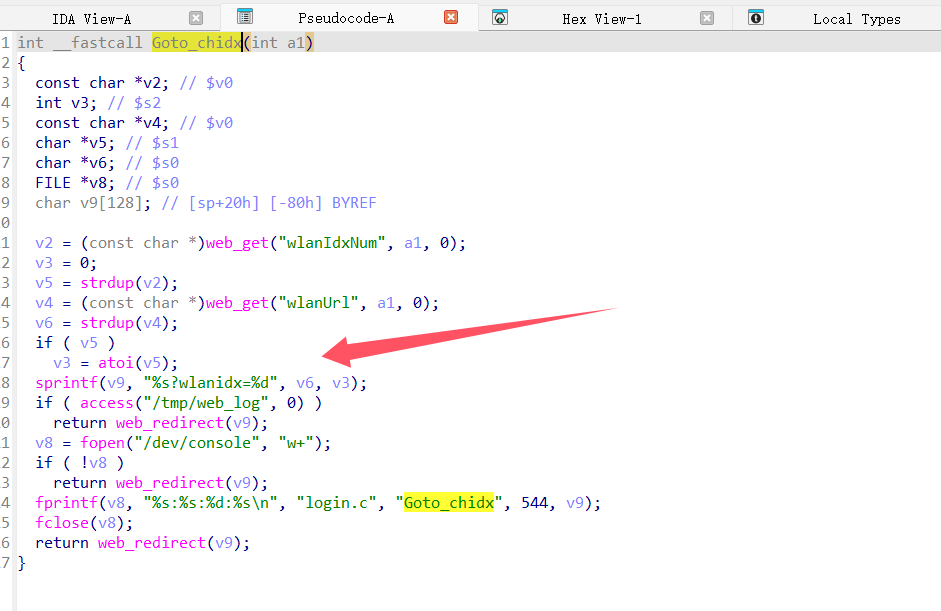 IDA View-A Pseudocode-A Hex View-1 Local Types
1 int __fastcall Goto_chidx(int a1)
2 {
3 const char *v2; // $v0
4 int v3; // $s2
5 const char *v4; // $v0
6 char *v5; // $s1
7 char *v6; // $s0
8 FILE *v8; // $s0
9 char v9[128]; // [sp+20h] [-80h] BYREF
0
1 v2 = (const char *)web_get("wlanIdxNum", a1, 0);
2 v3 = 0;
3 v5 = strdup(v2);
4 v4 = (const char *)web_get("wlanUrl", a1, 0);
5 v6 = strdup(v4);
6 if ( v5 )
7 v3 = atoi(v5);
8 sprintf(v9, "%s?wlanidx=%d", v6, v3);
9 if ( access("/tmp/web_log", 0) )
0 return web_redirect(v9);
1 v8 = fopen("/dev/console", "w+");
2 if ( !v8 )
3 return web_redirect(v9);
4 fprintf(v8, "%s:%s:%d:%s\n", "login.c", "Goto_chidx", 544, v9);
5 fclose(v8);
6 return web_redirect(v9);
7 }